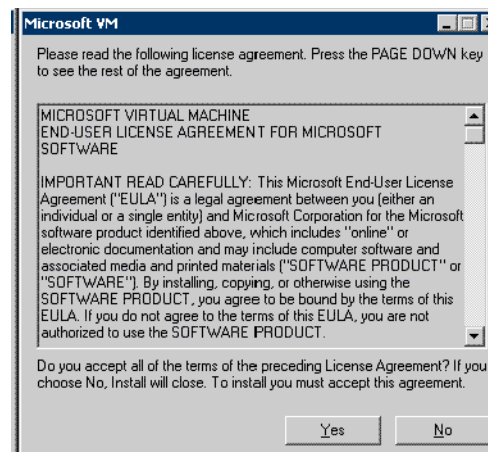 Microsoft VM
Please read the following license agreement. Press the PAGE DOWN key
to see the rest of the agreement.
MICROSOFT VIRTUAL MACHINE
END-USER LICENSE AGREEMENT FOR MICROSOFT
SOFTWARE
IMPORTANT READ CAREFULLY: This Microsoft End-User License
Agreement ("EULA") is a legal agreement between you (either an
individual or a single entity) and Microsoft Corporation for the Microsoft
software product identified above, which includes "online" or
electronic documentation and may include computer software and
associated media and printed materials ("SOFTWARE PRODUCT" or
"SOFTWARE"). By installing, copying, or otherwise using the
SOFTWARE PRODUCT, you agree to be bound by the terms of this
EULA. If you do not agree to the terms of this EULA, you are not
authorized to use the SOFTWARE PRODUCT.
Do you accept all of the terms of the preceding License Agreement? If you
choose No, Install will close. To install you must accept this agreement.
Yes
No